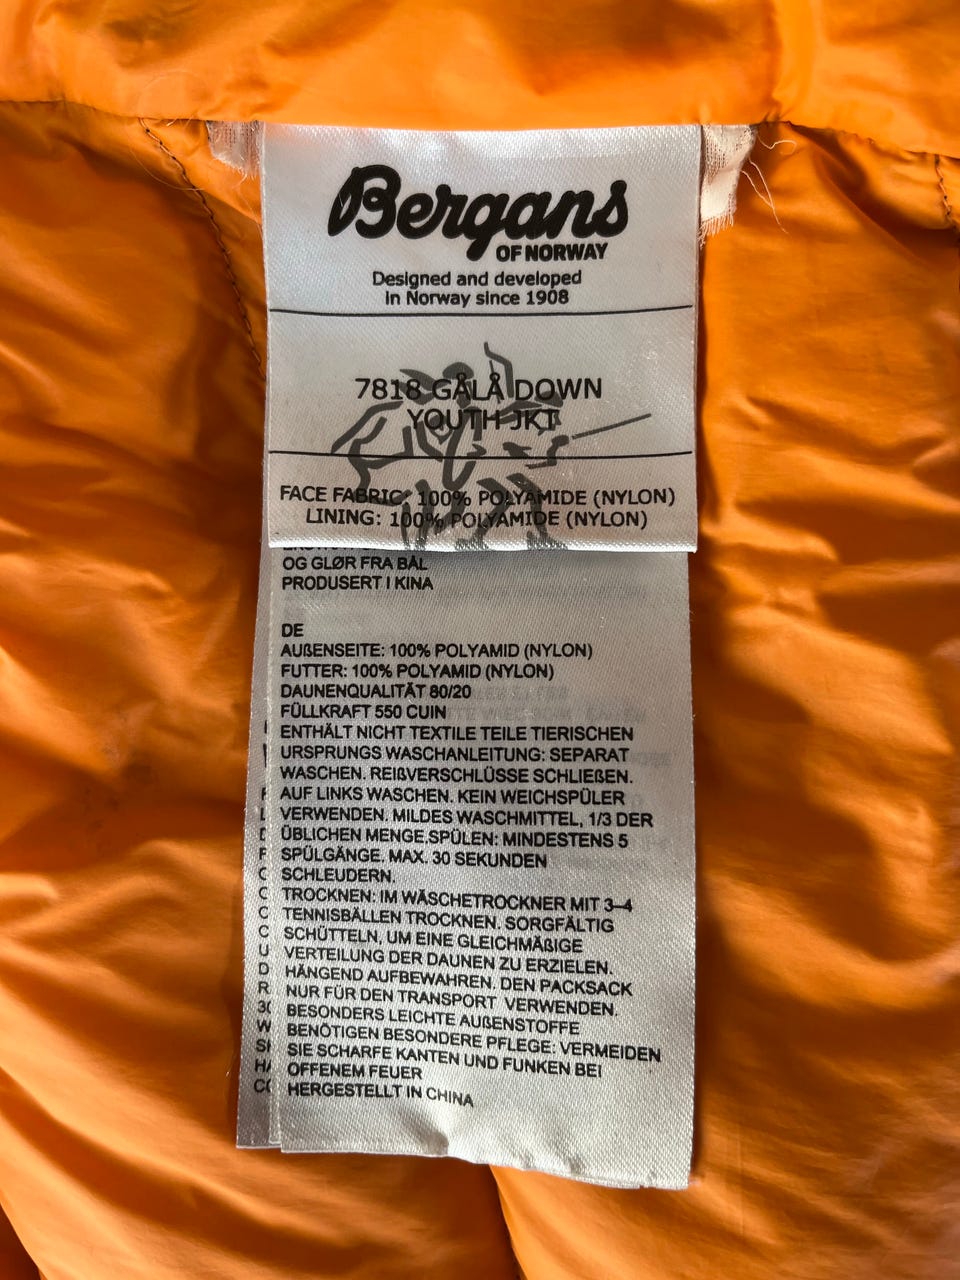 Bergans
OF NORWAY
Designed and developed
in Norway since 1908
7818 GÅLÅ DOWN
YOUTH JKT
FACE FABRIC: 100% POLYAMIDE (NYLON)
LINING: 100% POLYAMIDE (NYLON)
OG GLØR FRA BÅL
PRODUSERT I KINA
DE
AUßENSEITE: 100% POLYAMID (NYLON)
FUTTER: 100% POLYAMID (NYLON)
DAUNENQUALITÄT 80/20
FÜLLKRAFT 550 CUIN
ENTHÄLT NICHT TEXTILE TEILE TIERISCHEN
URSPRUNGS WASCHANLEITUNG: SEPARAT
WASCHEN. REIßVERSCHLÜSSE SCHLIEßEN.
AUF LINKS WASCHEN. KEIN WEICHSPÜLER
VERWENDEN. MILDES WASCHMITTEL, 1/3 DER
ÜBLICHEN MENGE.SPÜLEN: MINDESTENS 5
SPÜLGÄNGE. MAX. 30 SEKUNDEN
SCHLEUDERN.
TROCKNEN: IM WÄSCHETROCKNER MIT 3–4
TENNISBÄLLEN TROCKNEN. SORGFÄLTIG
SCHÜTTELN, UM EINE GLEICHMÄßIGE
VERTEILUNG DER DAUNEN ZU ERZIELEN.
HÄNGEND AUFBEWAHREN. DEN PACKSACK
NUR FÜR DEN TRANSPORT VERWENDEN.
BESONDERS LEICHTE AUßENSTOFFE
BENÖTIGEN BESONDERE PFLEGE: VERMEIDEN
SIE SCHARFE KANTEN UND FUNKEN BEI
OFFENEM FEUER
HERGESTELLT IN CHINA